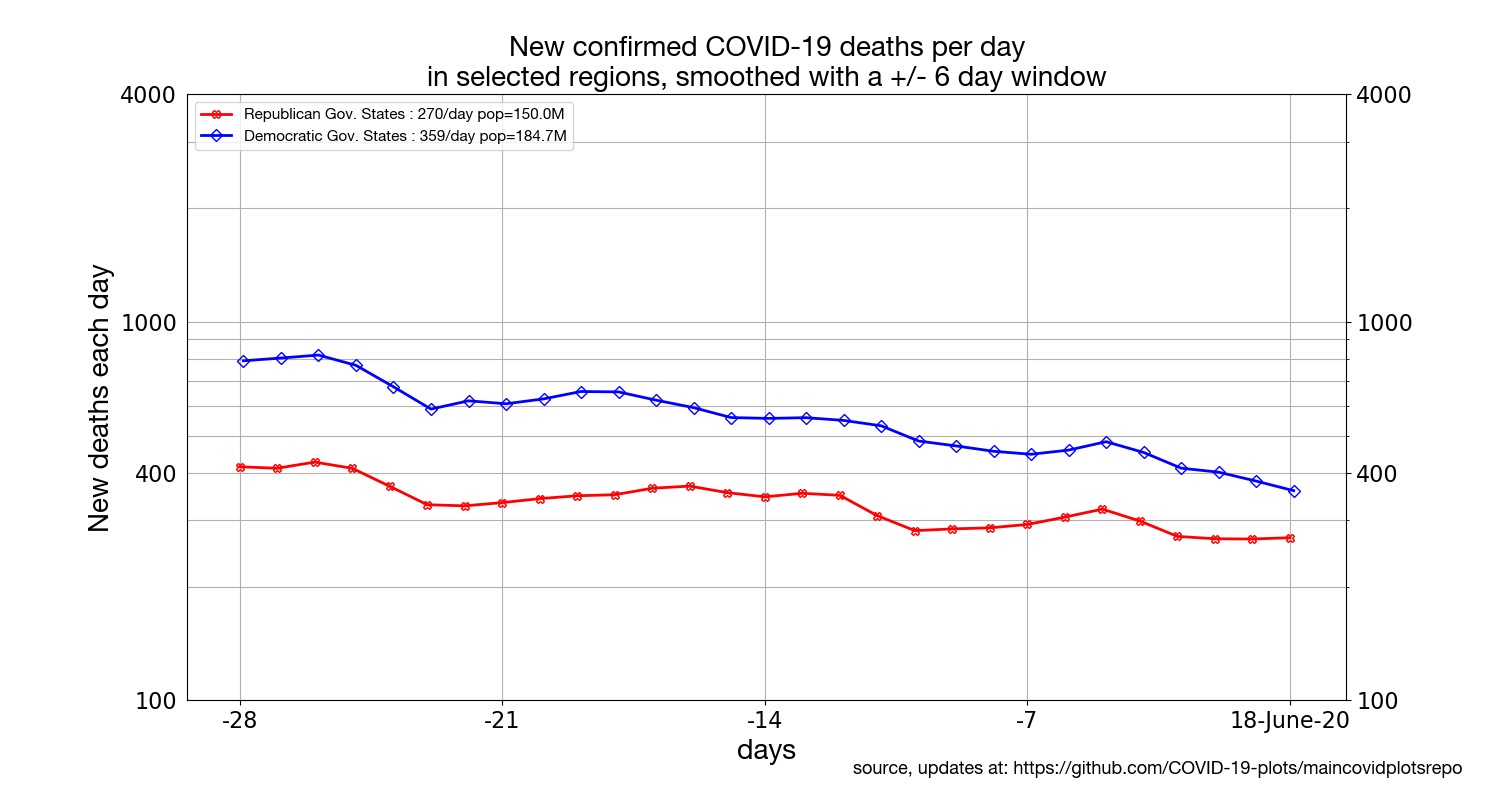 New confirmed COVID-19 deaths per day
in selected regions, smoothed with a +/- 6 day window
4000
4000
Republican Gov. States : 270/day pop=150.0M
Democratic Gov. States : 359/day pop=184.7M
New deaths each day
1000
1000
400
400
100
100
-28
-21
-14
-7
18-June-20
days
source, updates at: https://github.com/COVID-19-plots/maincovidplotsrepo